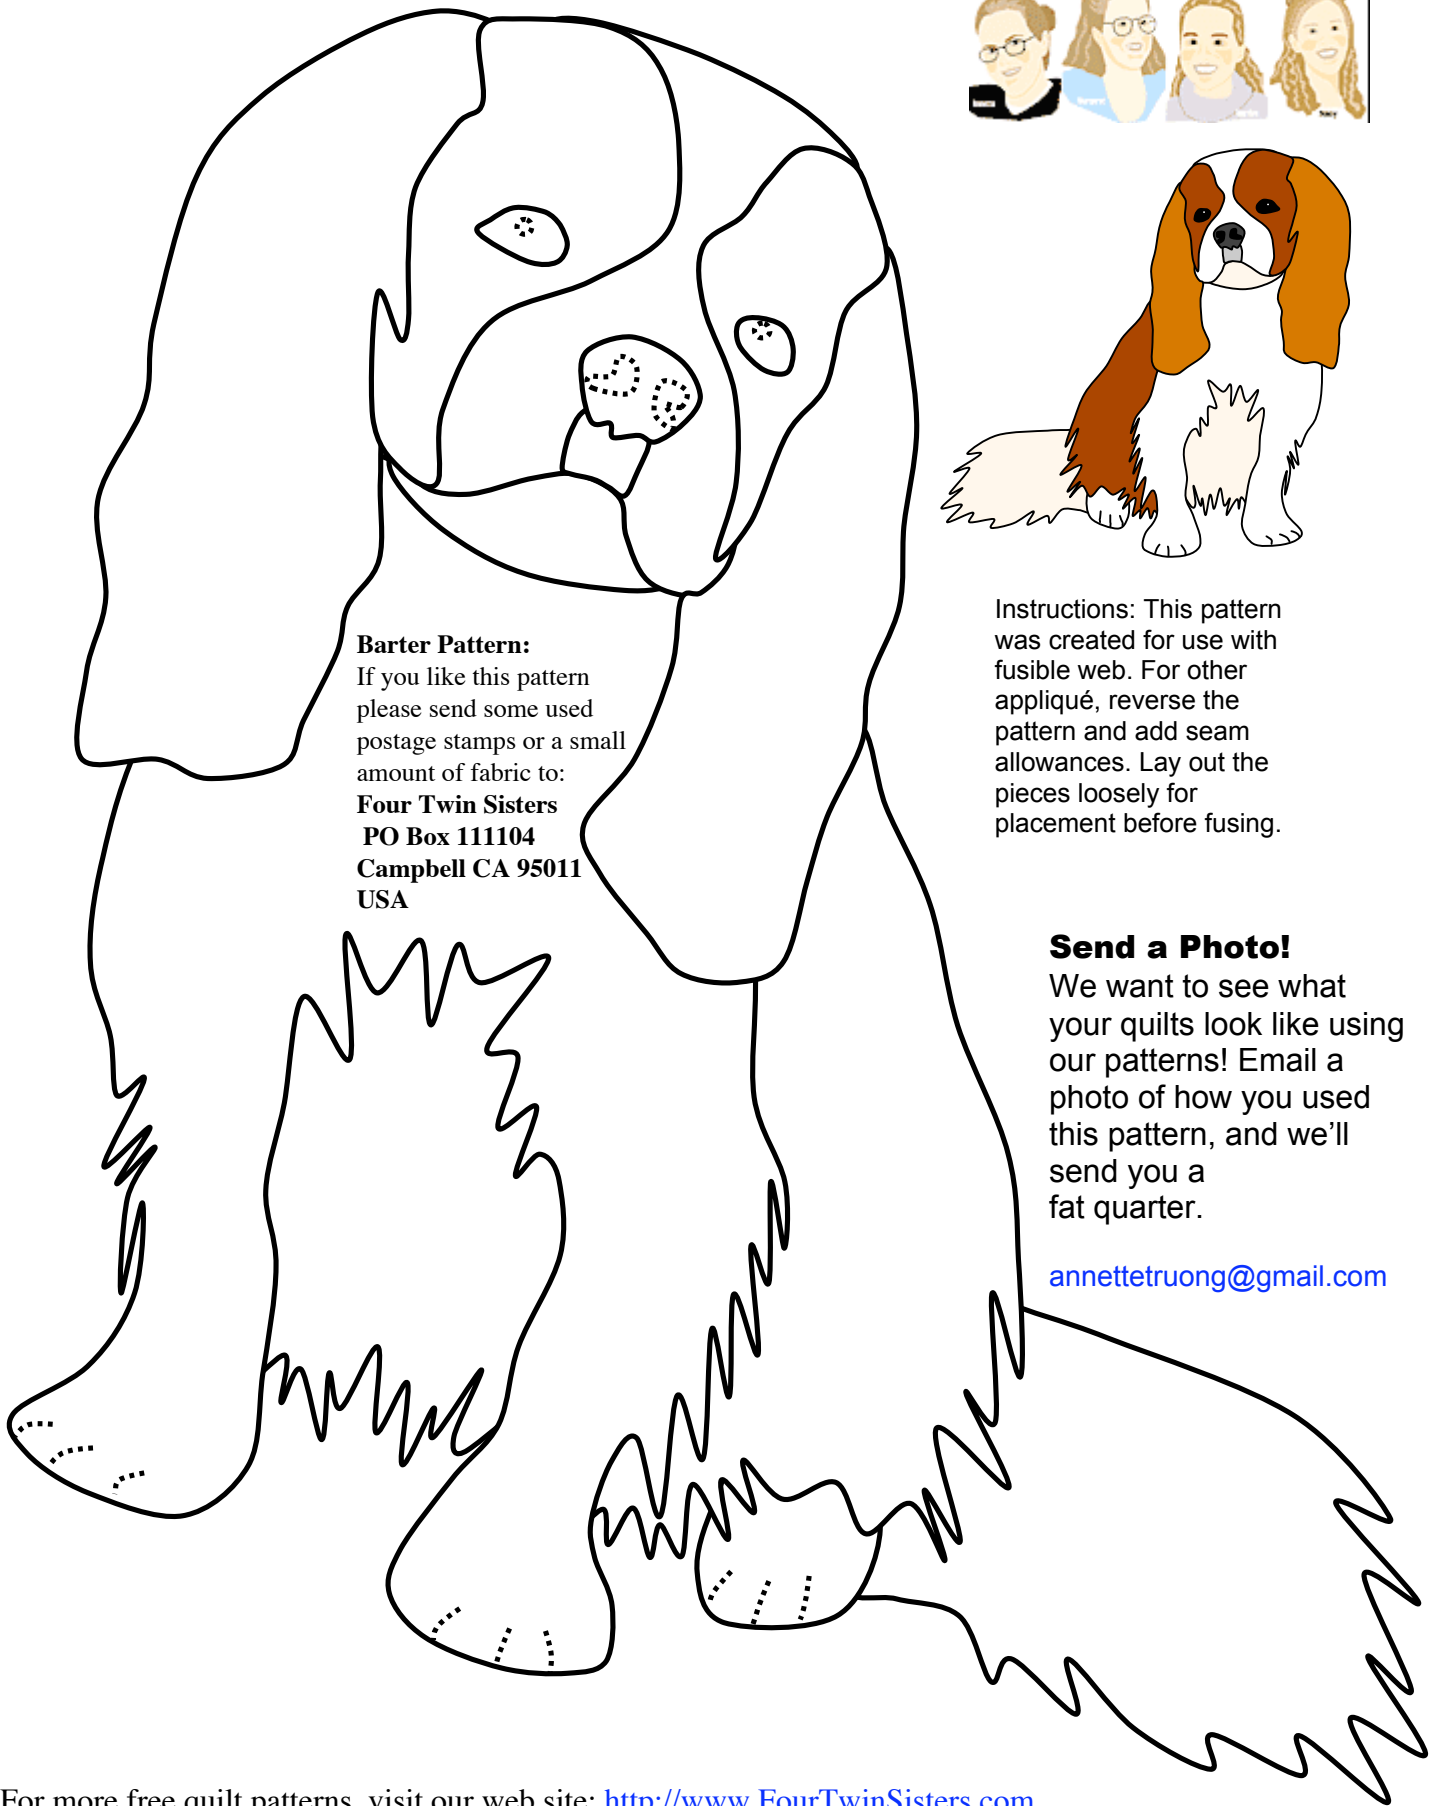 Barter Pattern:
If you like this pattern
please send some used
postage stamps or a small
amount of fabric to:
Four Twin Sisters
PO Box 111104
Campbell CA 95011
USA
Instructions: This pattern
was created for use with
fusible web. For other
appliqué, reverse the
pattern and add seam
allowances. Lay out the
pieces loosely for
placement before fusing.
Send a Photo!
We want to see what
your quilts look like using
our patterns! Email a
photo of how you used
this pattern, and we’ll
send you a
fat quarter.
annettetruong@gmail.com
For more free quilt patterns, visit our web site: http://www.FourTwinSisters.com